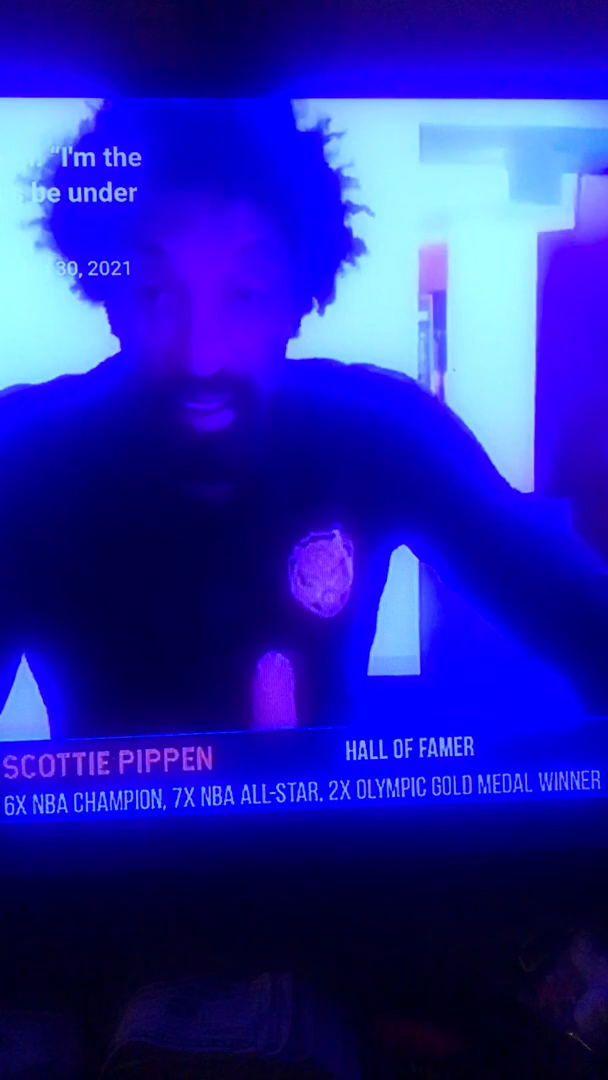 "I'm the
be under
30, 2021
SCOTTIE PIPPEN
HALL OF FAMER
6X NBA CHAMPION, 7X NBA ALL-STAR, 2X OLYMPIC GOLD MEDAL WINNER